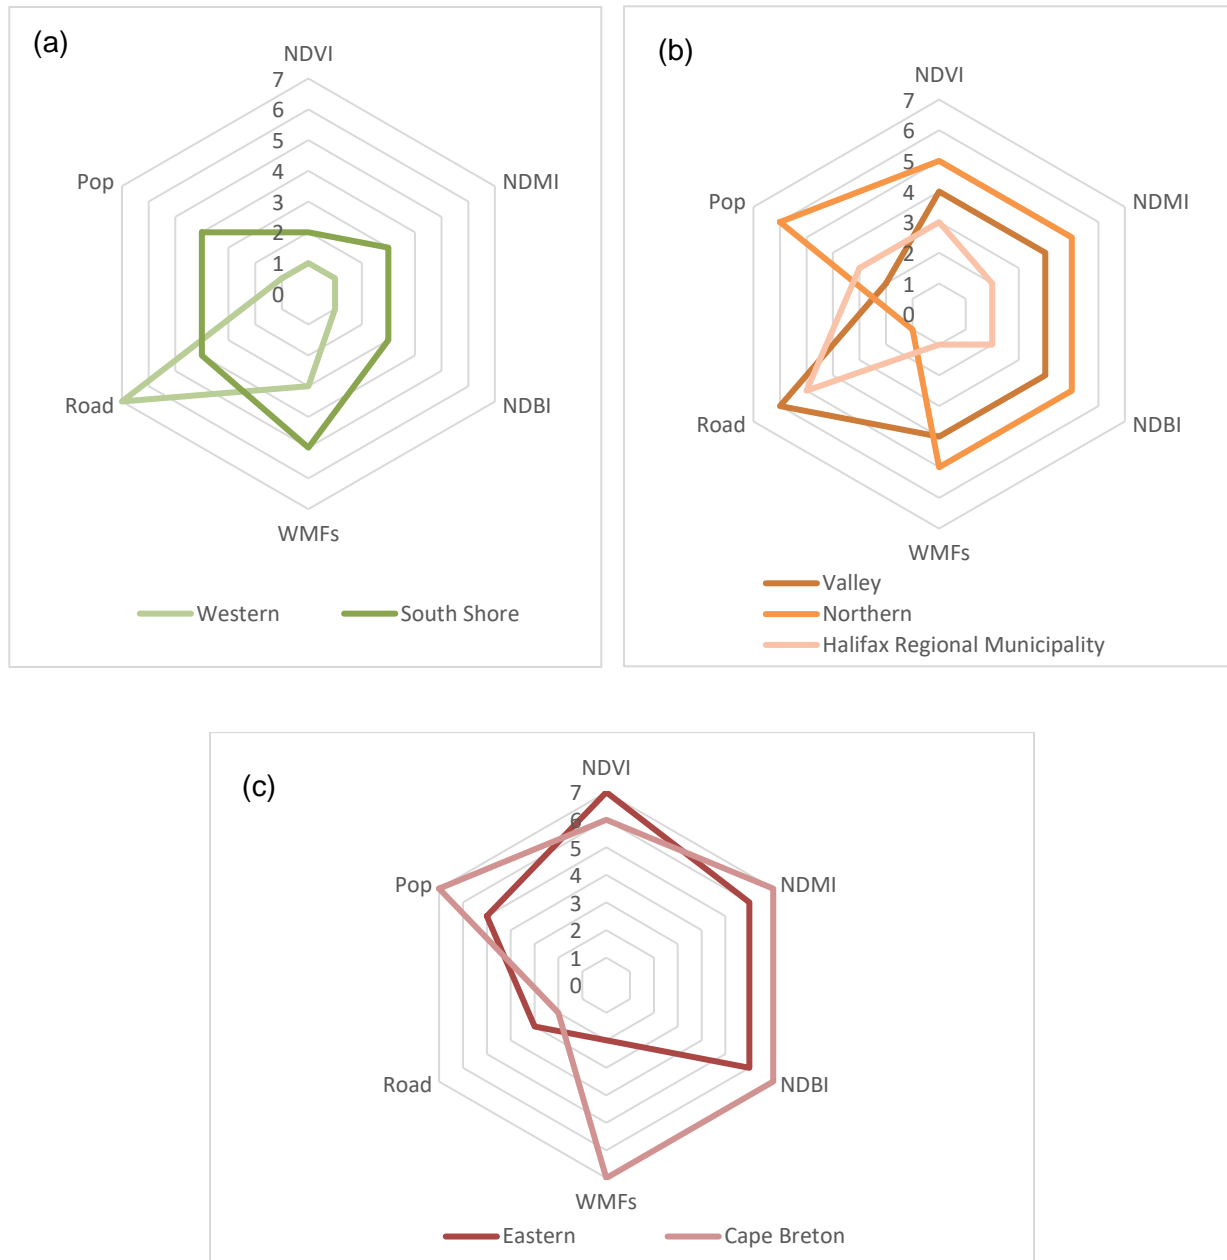 (a)
NDVI
7
6
5
4
3
2
1
0
Pop
NDMI
Road
NDBI
WMFs
Western
South Shore
(b)
NDVI
7
6
5
4
3
2
1
0
Pop
NDMI
Road
NDBI
WMFs
Valley
Northern
Halifax Regional Municipality
(c)
NDVI
7
6
5
4
3
2
1
0
Pop
NDMI
Road
NDBI
WMFs
Eastern
Cape Breton